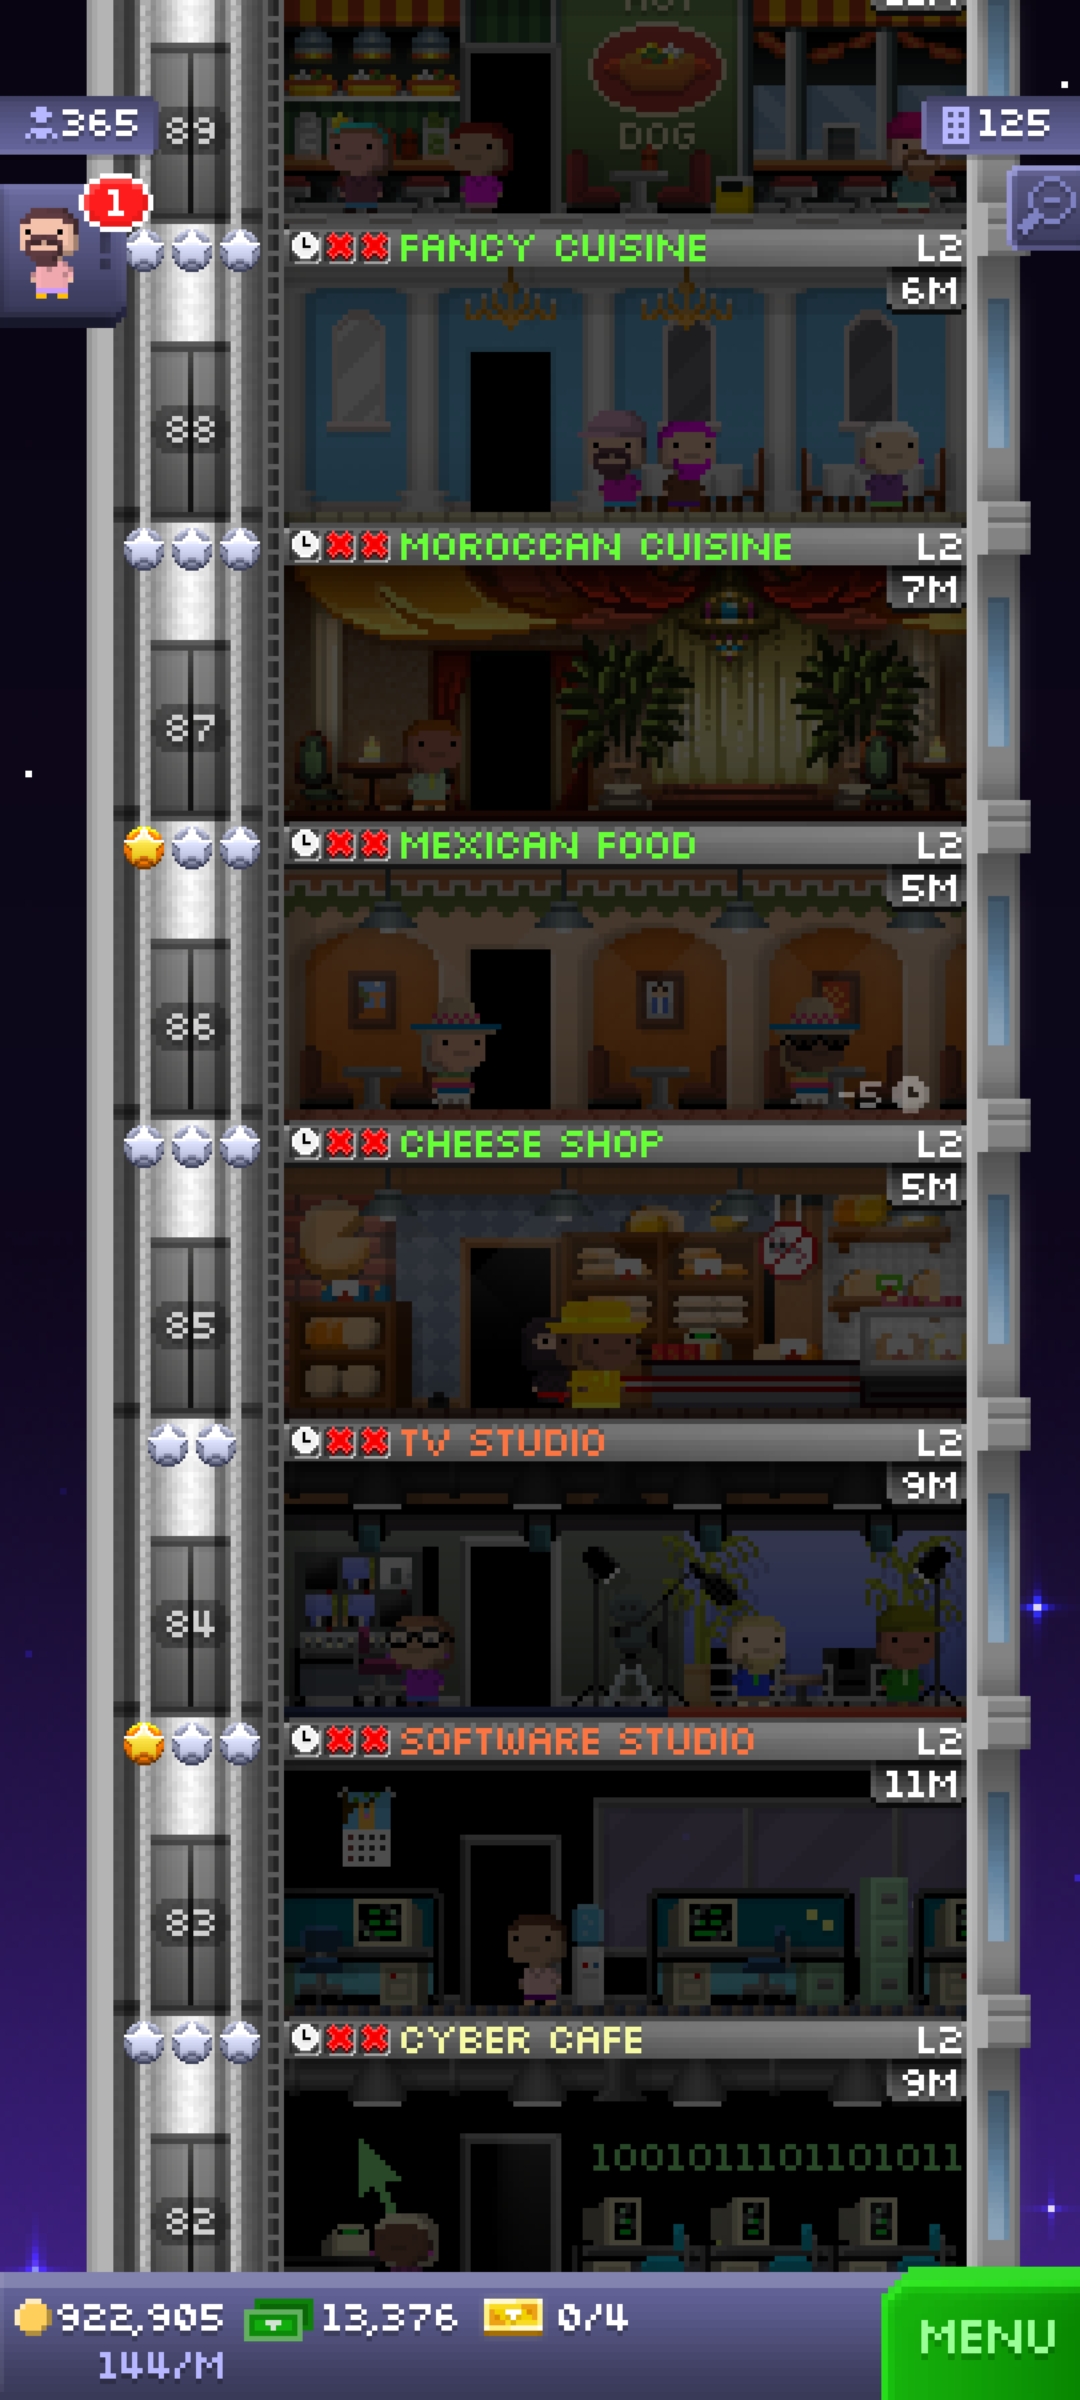 DOG
365
89
125
1
FANCY CUISINE L2
6M
88
MOROCCAN CUISINE L2
7M
87
MEXICAN FOOD L2
5M
86
-5
CHEESE SHOP L2
5M
85
TV STUDIO L2
9M
84
SOFTWARE STUDIO L2
11M
83
CYBER CAFE L2
9M
1001011101101011
82
922,905 13,376 0/4
144/M
MENU